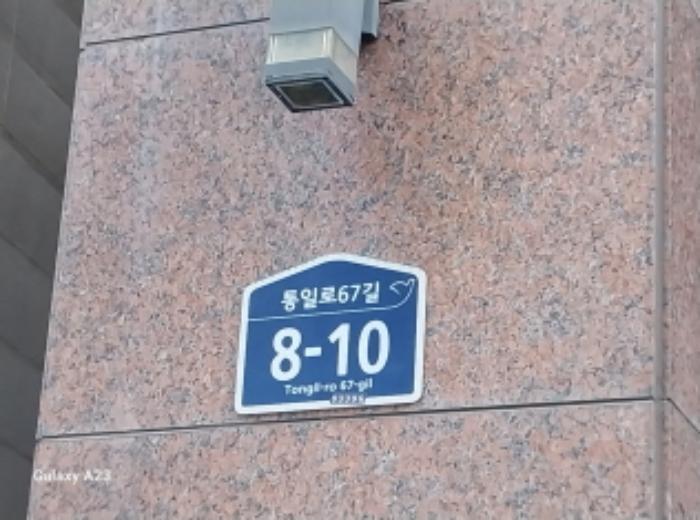 통일로67길
8-10
Tongil-ro 67-gil
Galaxy A23